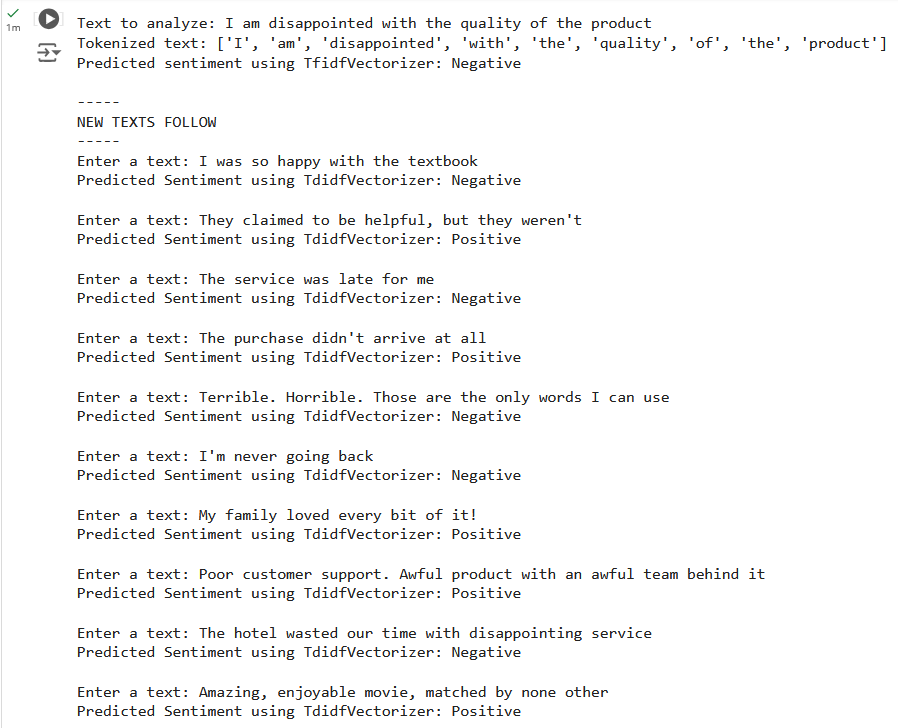 1m
Text to analyze: I am disappointed with the quality of the product
Tokenized text: ['I', 'am', 'disappointed', 'with', 'the', 'quality', 'of', 'the', 'product']
Predicted sentiment using TfidfVectorizer: Negative
-----
NEW TEXTS FOLLOW
-----
Enter a text: I was so happy with the textbook
Predicted Sentiment using TdidfVectorizer: Negative
Enter a text: They claimed to be helpful, but they weren't
Predicted Sentiment using TdidfVectorizer: Positive
Enter a text: The service was late for me
Predicted Sentiment using TdidfVectorizer: Negative
Enter a text: The purchase didn't arrive at all
Predicted Sentiment using TdidfVectorizer: Positive
Enter a text: Terrible. Horrible. Those are the only words I can use
Predicted Sentiment using TdidfVectorizer: Negative
Enter a text: I'm never going back
Predicted Sentiment using TdidfVectorizer: Negative
Enter a text: My family loved every bit of it!
Predicted Sentiment using TdidfVectorizer: Positive
Enter a text: Poor customer support. Awful product with an awful team behind it
Predicted Sentiment using TdidfVectorizer: Positive
Enter a text: The hotel wasted our time with disappointing service
Predicted Sentiment using TdidfVectorizer: Negative
Enter a text: Amazing, enjoyable movie, matched by none other
Predicted Sentiment using TdidfVectorizer: Positive